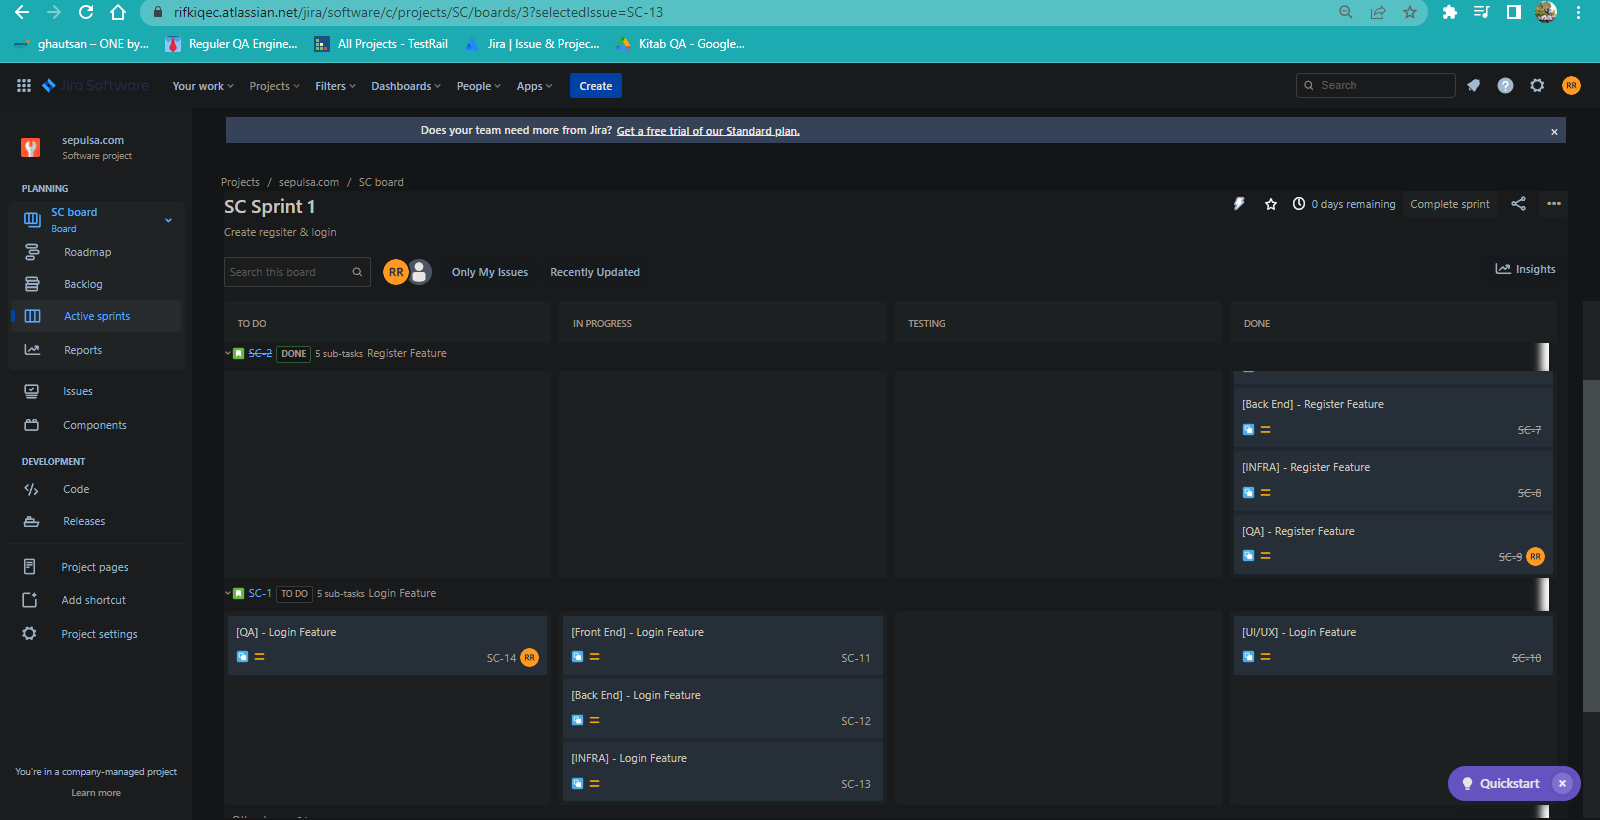 rifkiqec.atlassian.net/jira/software/c/projects/SC/boards/3?selectedIssue=SC-13
ghautsan – ONE by...
Reguler QA Engine...
All Projects - TestRail
Jira | Issue & Projec...
Kitab QA - Google...
Jira Software
Your work
Projects
Filters
Dashboards
People
Apps
Create
Search
RR
sepulsa.com
Software project
PLANNING
SC board
Board
Roadmap
Backlog
Active sprints
Reports
Issues
Components
DEVELOPMENT
Code
Releases
Project pages
Add shortcut
Project settings
You're in a company-managed project
Learn more
Does your team need more from Jira? Get a free trial of our Standard plan.
Projects / sepulsa.com / SC board
SC Sprint 1
0 days remaining
Complete sprint
Create regsiter & login
Search this board
RR
Only My Issues
Recently Updated
Insights
TO DO
IN PROGRESS
TESTING
DONE
SC-2 DONE 5 sub-tasks Register Feature
[Back End] - Register Feature
SC-7
[INFRA] - Register Feature
SC-8
[QA] - Register Feature
SC-9 RR
SC-1 TO DO 5 sub-tasks Login Feature
[QA] - Login Feature
SC-14 RR
[Front End] - Login Feature
SC-11
[Back End] - Login Feature
SC-12
[INFRA] - Login Feature
SC-13
[UI/UX] - Login Feature
SC-10
Quickstart